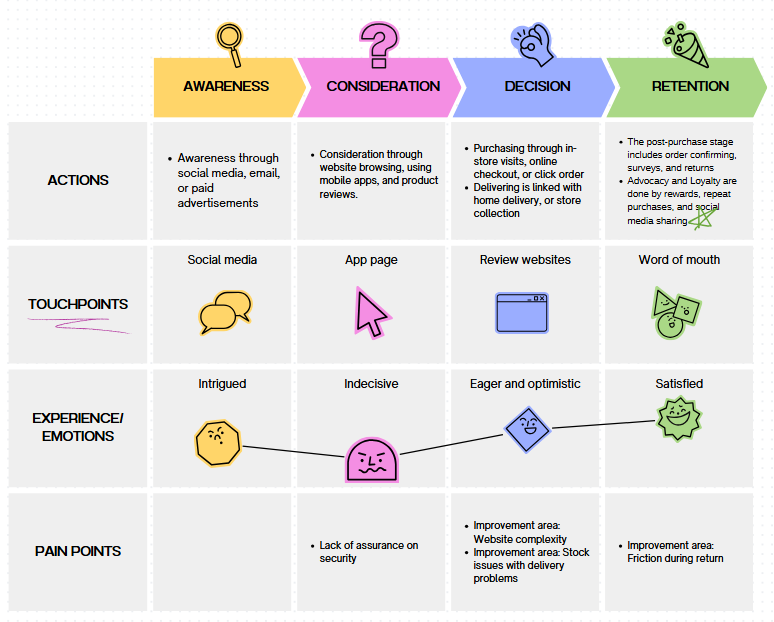 AWARENESS
CONSIDERATION
DECISION
RETENTION
ACTIONS
• Awareness through
social media, email,
or paid
advertisements
• Consideration through
website browsing, using
mobile apps, and product
reviews.
• Purchasing through in-
store visits, online
checkout, or click order
• Delivering is linked with
home delivery, or store
collection
• The post-purchase stage
includes order confirming,
surveys, and returns
• Advocacy and Loyalty are
done by rewards, repeat
purchases, and social
media sharing
TOUCHPOINTS
Social media
App page
Review websites
Word of mouth
EXPERIENCE/
EMOTIONS
Intrigued
Indecisive
Eager and optimistic
Satisfied
PAIN POINTS
• Lack of assurance on
security
• Improvement area:
Website complexity
• Improvement area: Stock
issues with delivery
problems
• Improvement area:
Friction during return